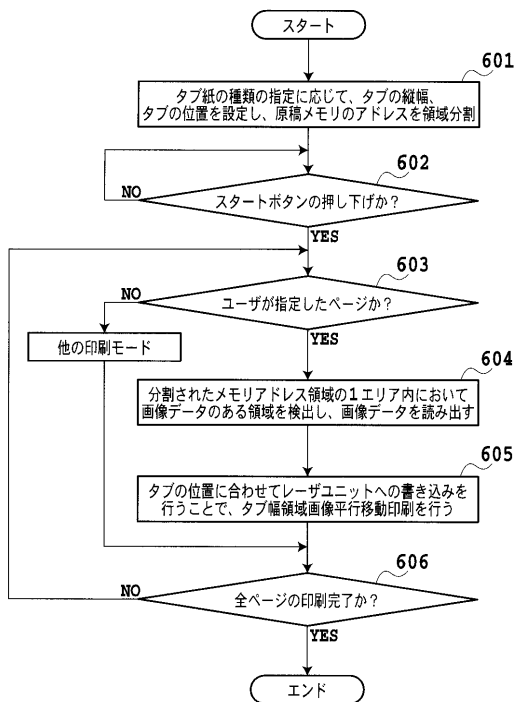 スタート
601
タブ紙の種類の指定に応じて、タブの縦幅、
タブの位置を設定し、原稿メモリのアドレスを領域分割
602
NO
スタートボタンの押し下げか？
YES
603
NO
ユーザが指定したページか？
YES
他の印刷モード
604
分割されたメモリアドレス領域の1エリア内において
画像データのある領域を検出し、画像データを読み出す
605
タブの位置に合わせてレーザユニットへの書き込みを
行うことで、タブ幅領域画像平行移動印刷を行う
606
NO
全ページの印刷完了か？
YES
エンド